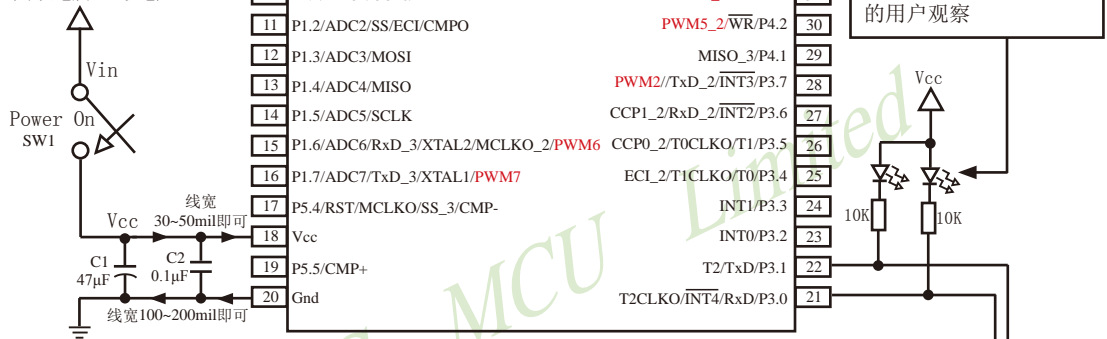 的用户观察
11 P1.2/ADC2/SS/ECI/CMPO
PWM5_2/WR/P4.2 30
12 P1.3/ADC3/MOSI
MISO_3/P4.1 29
13 P1.4/ADC4/MISO
PWM2//TxD_2/INT3/P3.7 28
14 P1.5/ADC5/SCLK
CCP1_2/RxD_2/INT2/P3.6 27
15 P1.6/ADC6/RxD_3/XTAL2/MCLKO_2/PWM6
CCP0_2/T0CLKO/T1/P3.5 26
16 P1.7/ADC7/TxD_3/XTAL1/PWM7
ECI_2/T1CLKO/T0/P3.4 25
17 P5.4/RST/MCLKO/SS_3/CMP-
INT1/P3.3 24
18 Vcc
INT0/P3.2 23
19 P5.5/CMP+
T2/TxD/P3.1 22
20 Gnd
T2CLKO/INT4/RxD/P3.0 21
Vin
Power On
SW1
Vcc
线宽
30~50mil即可
C1
47μF
C2
0.1μF
线宽100~200mil即可
Vcc
10K
10K
MCU Limited